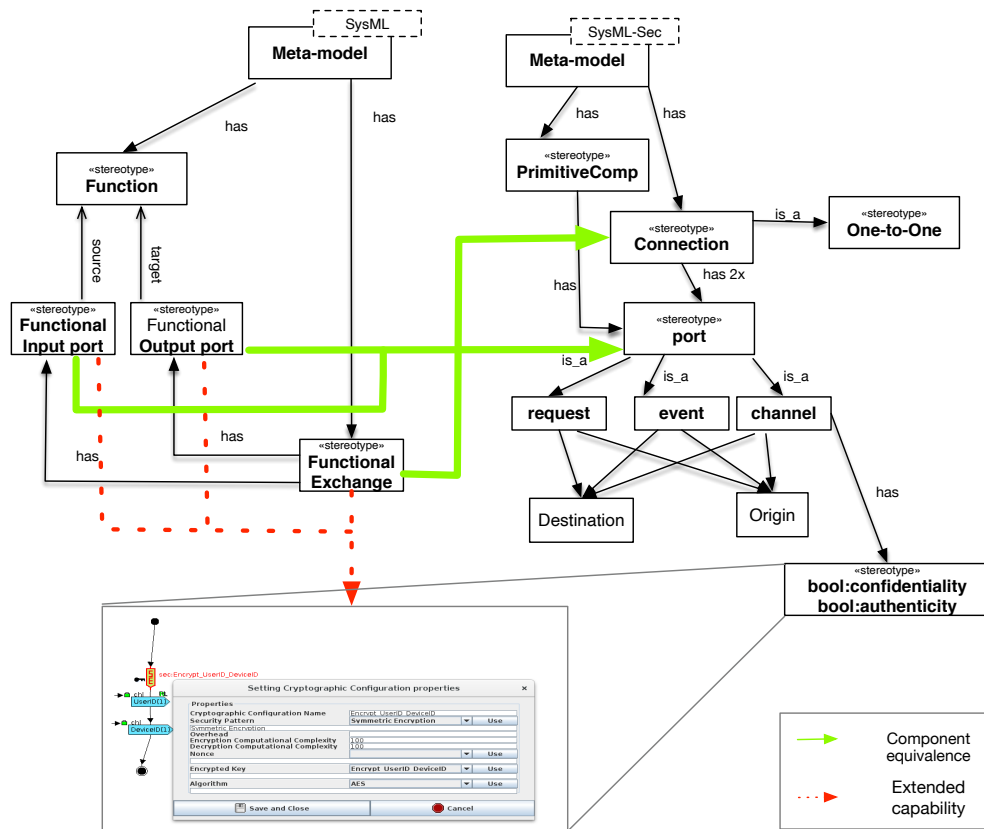 SysML
Meta-model
SysML-Sec
Meta-model
has
has
has
has
«stereotype»
Function
«stereotype»
PrimitiveComp
«stereotype»
Connection
is_a
«stereotype»
One-to-One
source
target
has 2x
has
«stereotype»
Functional
Input port
«stereotype»
Functional
Output port
«stereotype»
port
is_a
is_a
is_a
request
event
channel
has
has
«stereotype»
Functional
Exchange
has
Destination
Origin
«stereotype»
bool:confidentiality
bool:authenticity
sec:Encrypt_UserID_DeviceID
chl
UserID[1]
chl
DeviceID[1]
Setting Cryptographic Configuration properties
×
Properties
Cryptographic Configuration Name
Encrypt_UserID_DeviceID
Security Pattern
Symmetric Encryption
Use
Symmetric Encryption
Overhead
Encryption Computational Complexity
100
Decryption Computational Complexity
100
Nonce
Use
Encrypted Key
Encrypt_UserID_DeviceID
Use
Algorithm
AES
Use
Save and Close
Cancel
Component
equivalence
Extended
capability